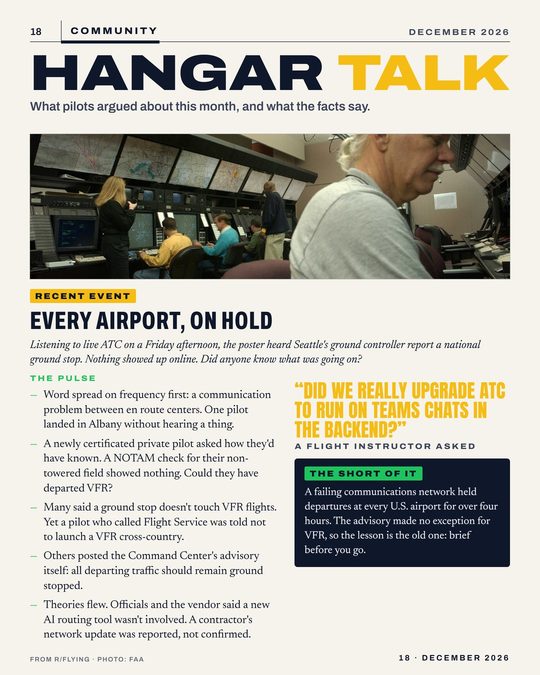 18
COMMUNITY
DECEMBER 2026
HANGAR TALK
What pilots argued about this month, and what the facts say.
RECENT EVENT
EVERY AIRPORT, ON HOLD
Listening to live ATC on a Friday afternoon, the poster heard Seattle's ground controller report a national
ground stop. Nothing showed up online. Did anyone know what was going on?
THE PULSE
– Word spread on frequency first: a communication
problem between en route centers. One pilot
landed in Albany without hearing a thing.
– A newly certificated private pilot asked how they'd
have known. A NOTAM check for their non-
towered field showed nothing. Could they have
departed VFR?
– Many said a ground stop doesn't touch VFR flights.
Yet a pilot who called Flight Service was told not
to launch a VFR cross-country.
– Others posted the Command Center's advisory
itself: all departing traffic should remain ground
stopped.
– Theories flew. Officials and the vendor said a new
AI routing tool wasn't involved. A contractor's
network update was reported, not confirmed.
“DID WE REALLY UPGRADE ATC
TO RUN ON TEAMS CHATS IN
THE BACKEND?”
A FLIGHT INSTRUCTOR ASKED
THE SHORT OF IT
A failing communications network held
departures at every U.S. airport for over four
hours. The advisory made no exception for
VFR, so the lesson is the old one: brief
before you go.
FROM R/FLYING · PHOTO: FAA
18 · DECEMBER 2026